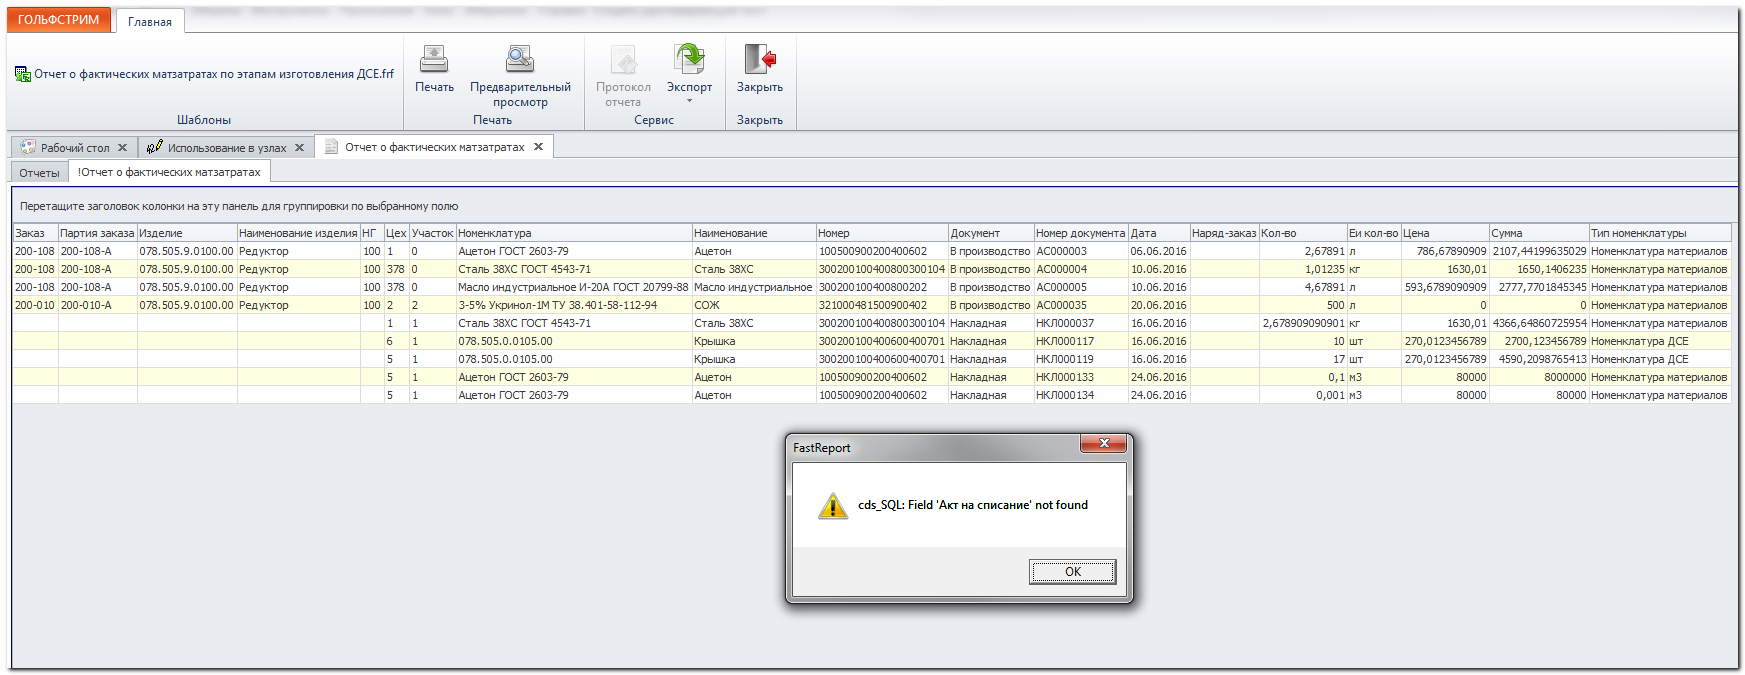 ГОЛЬФСТРИМ
Главная
Отчет о фактических матзатратах по этапам изготовления ДСЕ.frf
Шаблоны
Печать
Предварительный
просмотр
Печать
Протокол
отчета
Экспорт
Сервис
Закрыть
Закрыть
Рабочий стол
Использование в узлах
Отчет о фактических матзатратах
Отчеты
!Отчет о фактических матзатратах
Перетащите заголовок колонки на эту панель для группировки по выбранному полю
Заказ Партия заказа Изделие Наименование изделия НГ Цех Участок Номенклатура Наименование Номер Документ Номер документа Дата Наряд-заказ Кол-во Еи кол-во Цена Сумма Тип номенклатуры
200-108 200-108-А 078.505.9.0100.00 Редуктор 100 1 0 Ацетон ГОСТ 2603-79 Ацетон 100500900200400602 В производство АС000003 06.06.2016 2,67891 л 786,67890909 2107,44199635029 Номенклатура материалов
200-108 200-108-А 078.505.9.0100.00 Редуктор 100 378 0 Сталь 38ХС ГОСТ 4543-71 Сталь 38ХС 300200100400800300104 В производство АС000004 10.06.2016 1,01235 кг 1630,01 1650,1406235 Номенклатура материалов
200-108 200-108-А 078.505.9.0100.00 Редуктор 100 378 0 Масло индустриальное И-20А ГОСТ 20799-88 Масло индустриальное 300200100400800202 В производство АС000005 10.06.2016 4,67891 л 593,6789090909 2777,7701845345 Номенклатура материалов
200-010 200-010-А 078.505.9.0100.00 Редуктор 100 2 2 3-5% Укринол-1М ТУ 38.401-58-112-94 СОЖ 321000481500900402 В производство АС000035 20.06.2016 500 л 0 0 Номенклатура материалов
1 1 Сталь 38ХС ГОСТ 4543-71 Сталь 38ХС 300200100400800300104 Накладная НКЛ000037 16.06.2016 2,678909090901 кг 1630,01 4366,64860725954 Номенклатура материалов
6 1 078.505.0.0105.00 Крышка 300200100400600400701 Накладная НКЛ000117 16.06.2016 10 шт 270,0123456789 2700,123456789 Номенклатура ДСЕ
5 1 078.505.0.0105.00 Крышка 300200100400600400701 Накладная НКЛ000119 16.06.2016 17 шт 270,0123456789 4590,2098765413 Номенклатура ДСЕ
5 1 Ацетон ГОСТ 2603-79 Ацетон 100500900200400602 Накладная НКЛ000133 24.06.2016 0,1 м3 80000 8000000 Номенклатура материалов
5 1 Ацетон ГОСТ 2603-79 Ацетон 100500900200400602 Накладная НКЛ000134 24.06.2016 0,001 м3 80000 80000 Номенклатура материалов
FastReport
cds_SQL: Field 'Акт на списание' not found
OK